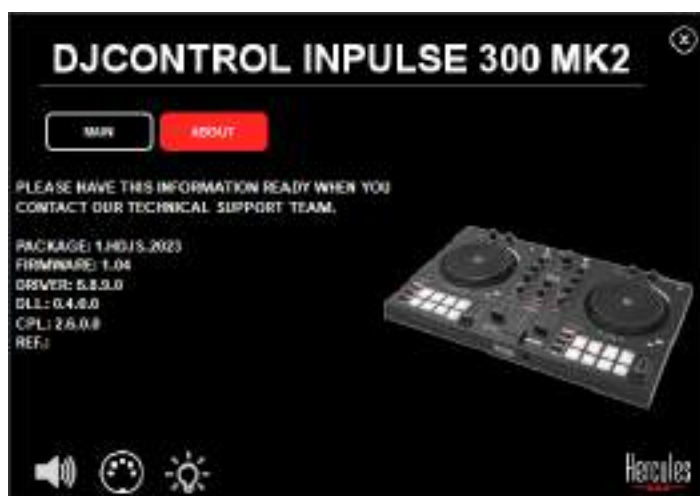 DJCONTROL INPULSE 300 MK2
MAIN
ABOUT
PLEASE HAVE THIS INFORMATION READY WHEN YOU
CONTACT OUR TECHNICAL SUPPORT TEAM.
PACKAGE: 1.HDJS.2023
FIRMWARE: 1.04
DRIVER: 5.8.9.0
DLL: 0.4.0.0
CPL: 2.6.0.0
REF.:
Hercules